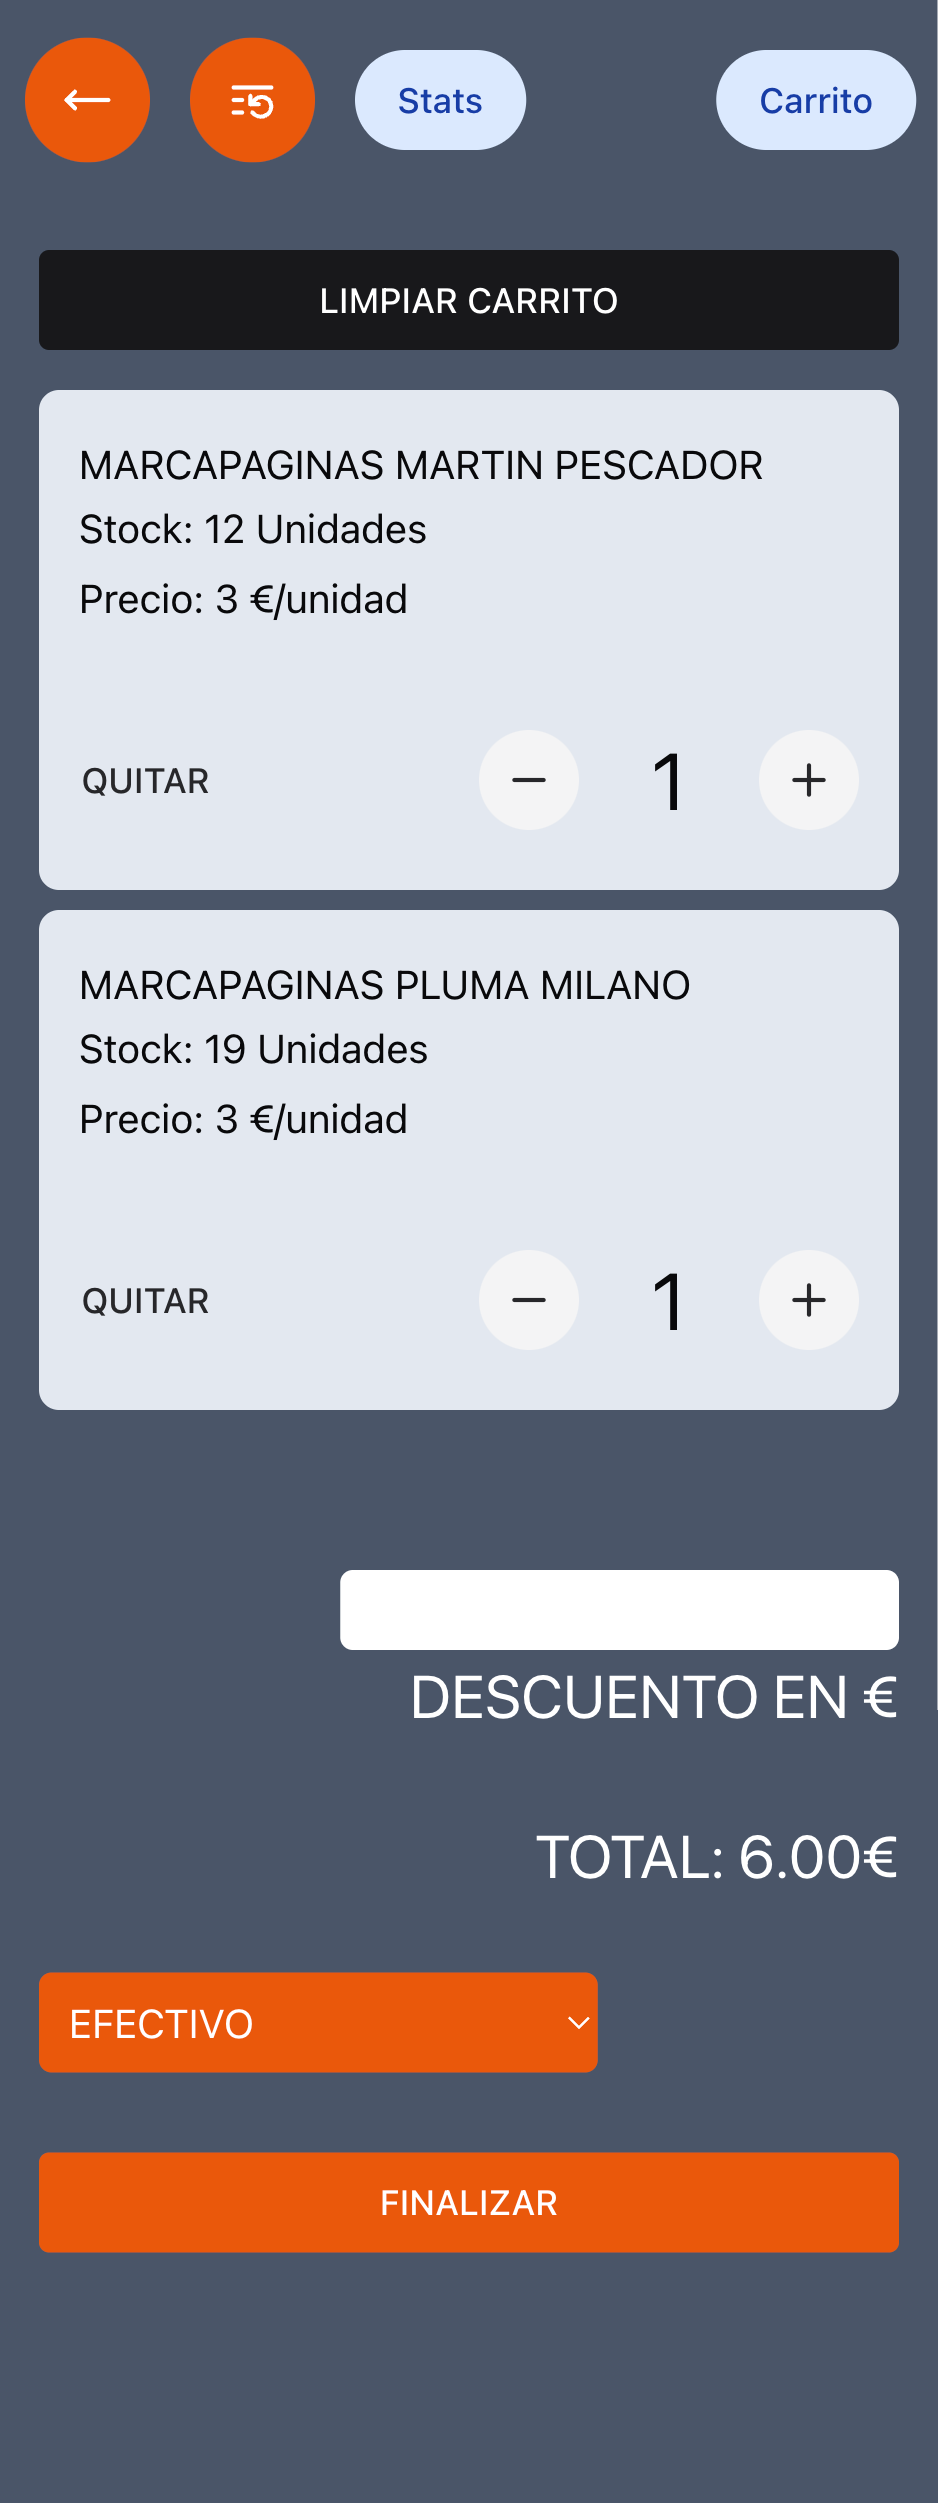 Stats
Carrito
LIMPIAR CARRITO
MARCAPAGINAS MARTIN PESCADOR
Stock: 12 Unidades
Precio: 3 €/unidad
QUITAR
1
MARCAPAGINAS PLUMA MILANO
Stock: 19 Unidades
Precio: 3 €/unidad
QUITAR
1
DESCUENTO EN €
TOTAL: 6.00€
EFECTIVO
FINALIZAR